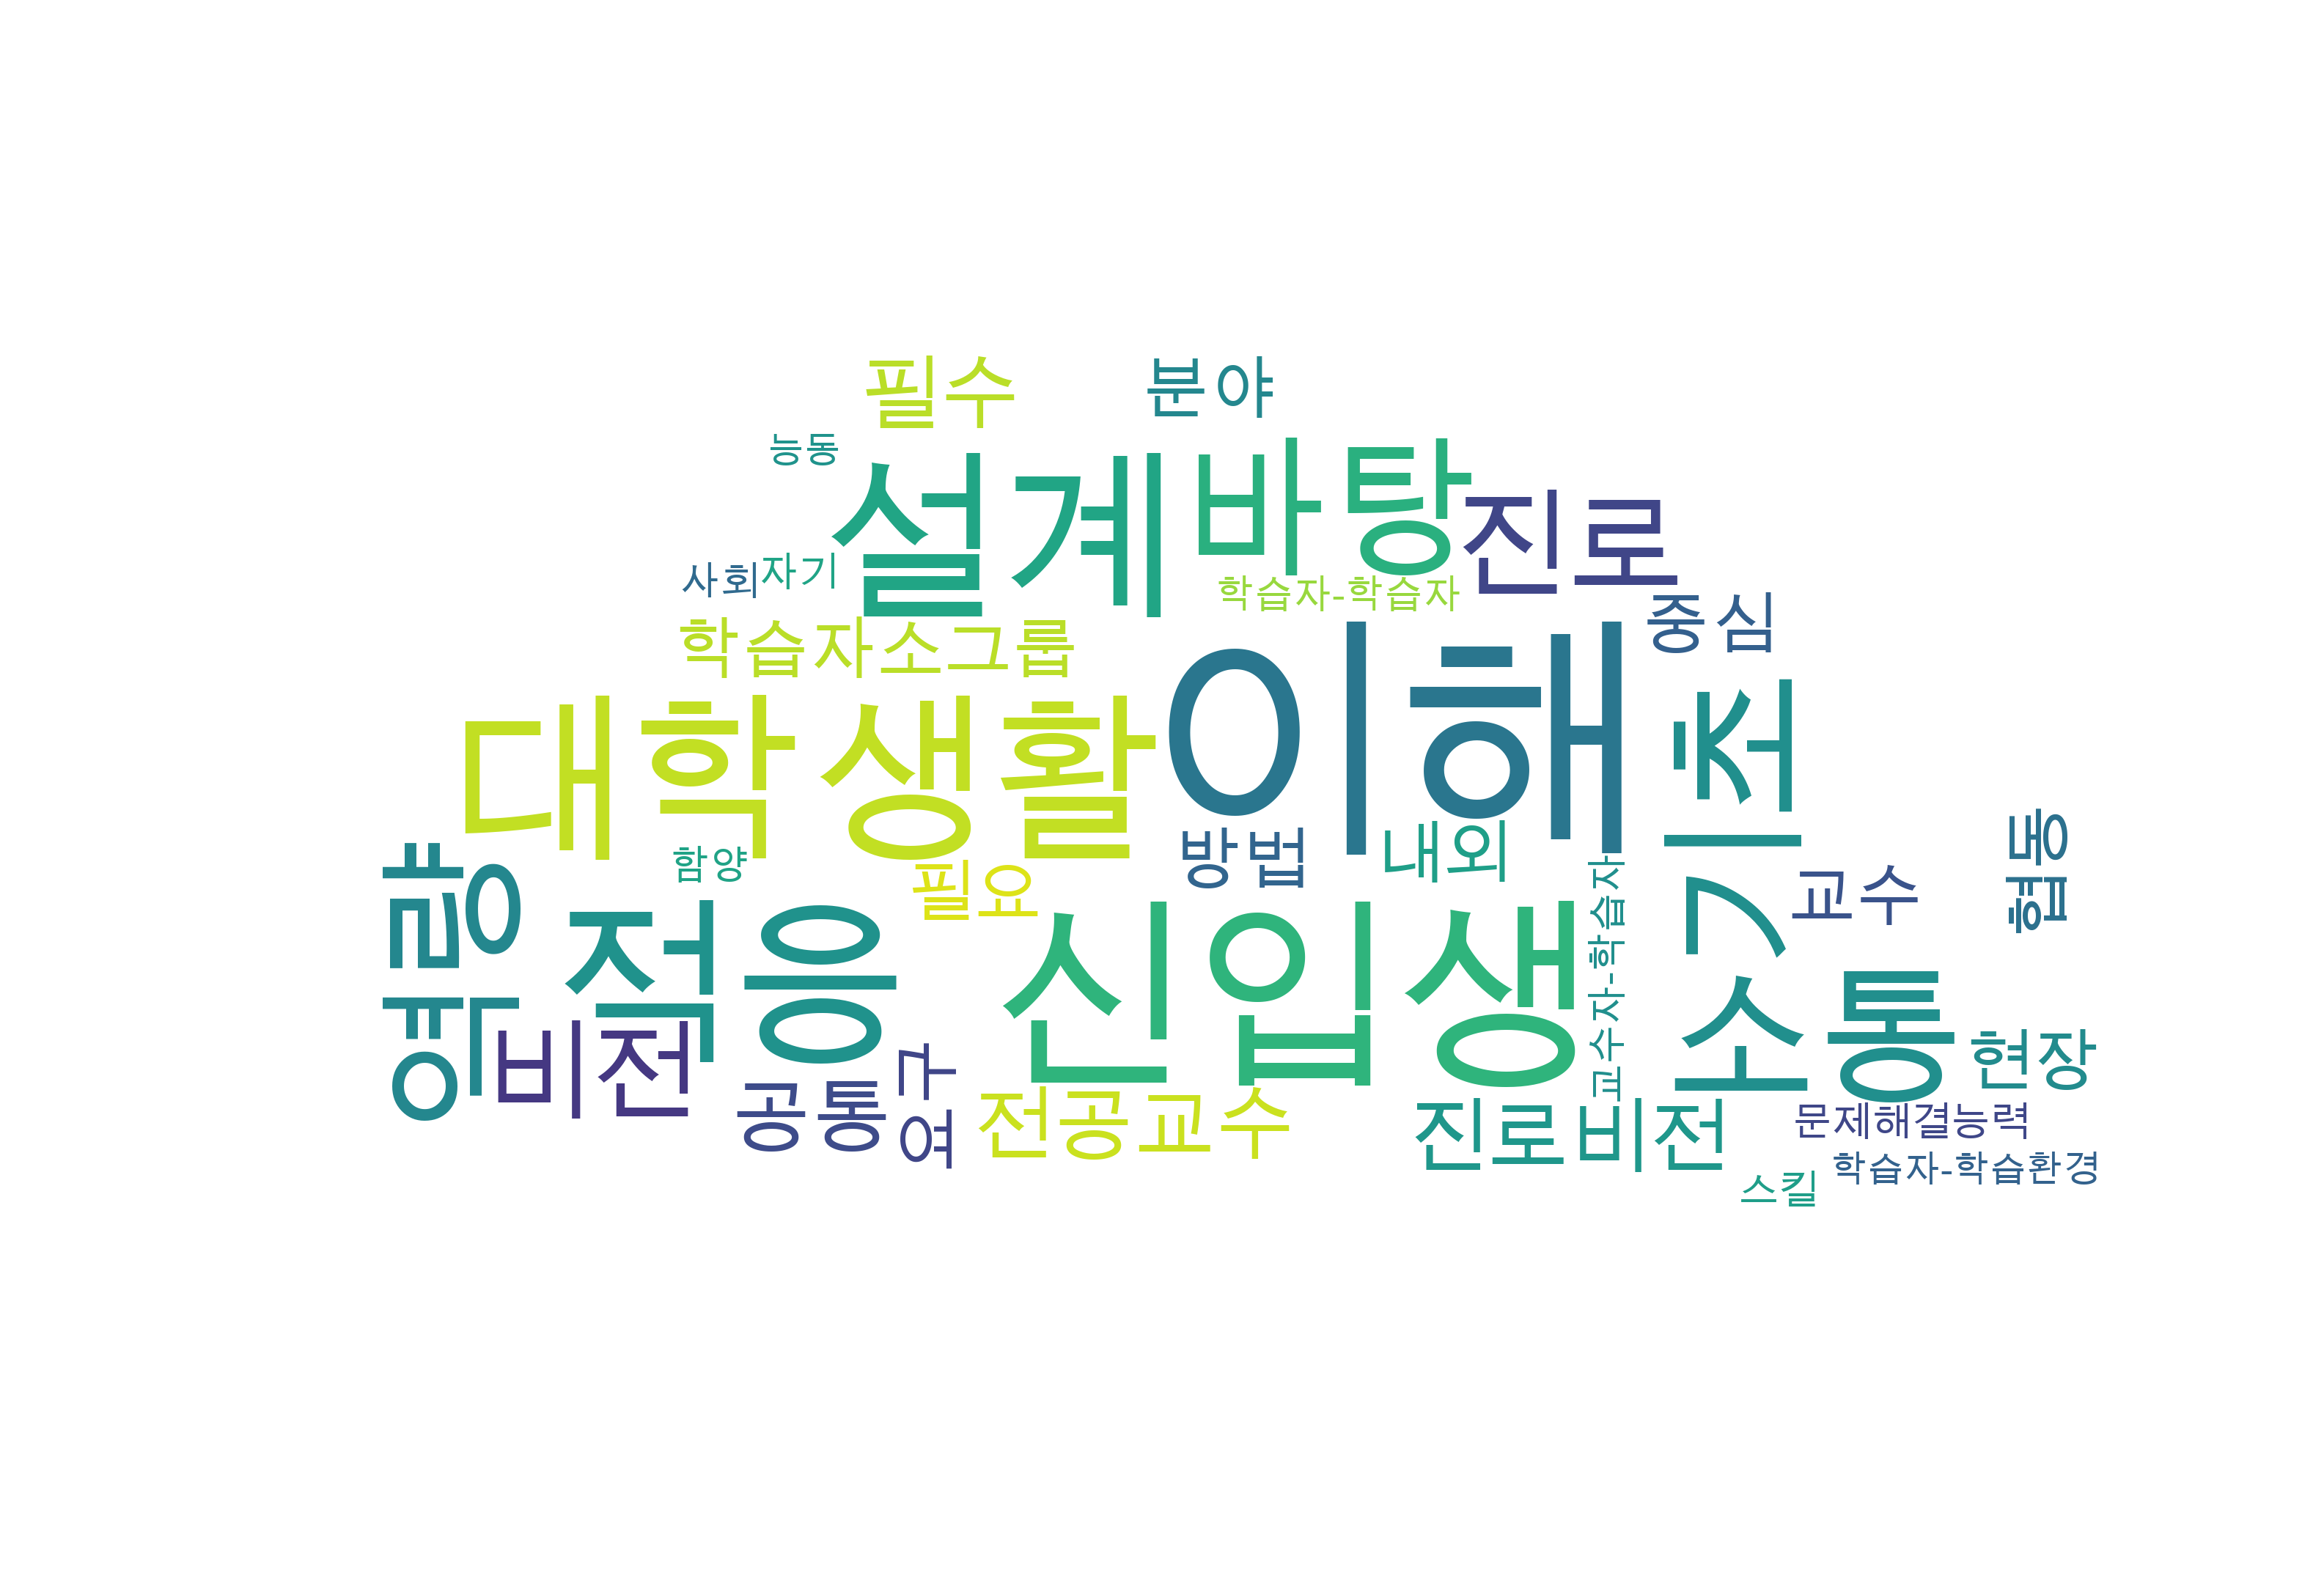 필수
분야
능동
설계
바탕
진로
사회
자기
학습자-학습자
중심
학습자소그룹
대학생활
이해
기초
함양
필요
방법
내외
교수
협동
역량
적응
신입생
교수자-학습자
소통
비전
공통
연구
전공교수
진로비전
현장
문제해결능력
학습자-학습환경
스킬